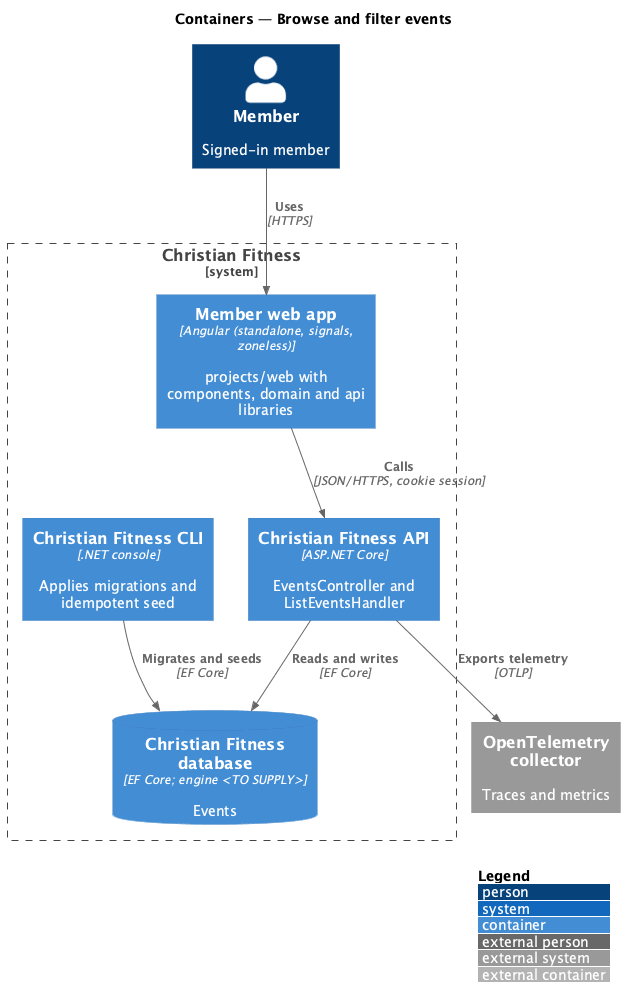 Containers — Browse and filter events
Member
Signed-in member
Uses
[HTTPS]
Christian Fitness
[system]
Member web app
[Angular (standalone, signals,
zoneless)]
projects/web with
components, domain and api
libraries
Calls
[JSON/HTTPS, cookie session]
Christian Fitness CLI
[.NET console]
Applies migrations and
idempotent seed
Christian Fitness API
[ASP.NET Core]
EventsController and
ListEventsHandler
Migrates and seeds
[EF Core]
Reads and writes
[EF Core]
Exports telemetry
[OTLP]
Christian Fitness
database
[EF Core; engine <TO SUPPLY>]
Events
OpenTelemetry
collector
Traces and metrics
Legend
person
system
container
external person
external system
external container